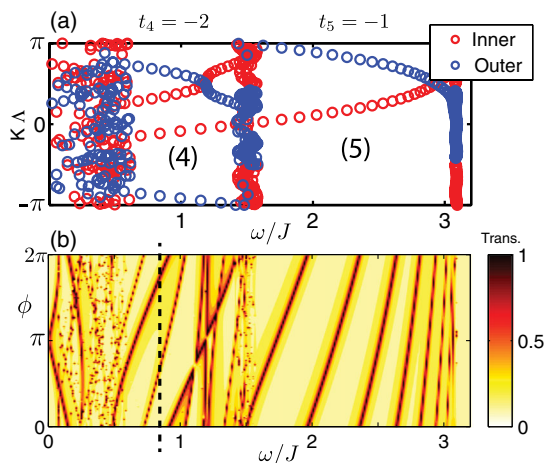 (a) t₄ = −2 t₅ = −1
Inner
Outer
π
0
−π
K Λ
(4) (5)
1 2 3
ω/J
(b)
Trans.
2π
π
0
ϕ
0 1 2 3
ω/J
1
0.5
0